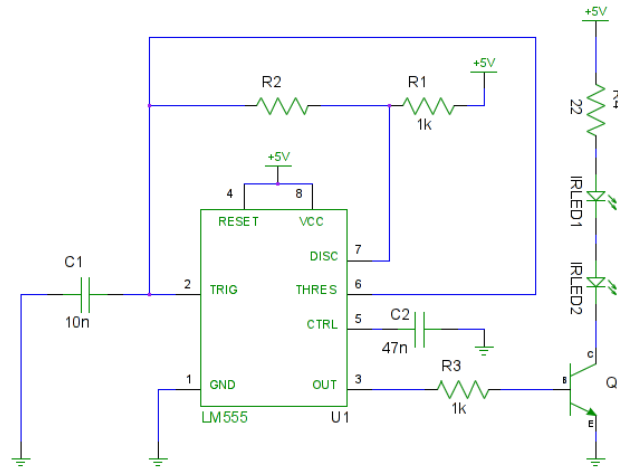 +5V
+5V
R2
R1
1k
22
+5V
4
8
RESET
VCC
IRLED1
DISC
7
C1
2
TRIG
THRES
6
IRLED2
10n
C2
CTRL
5
47n
R3
C
1
GND
OUT
3
B
Q
LM555
U1
1k
E